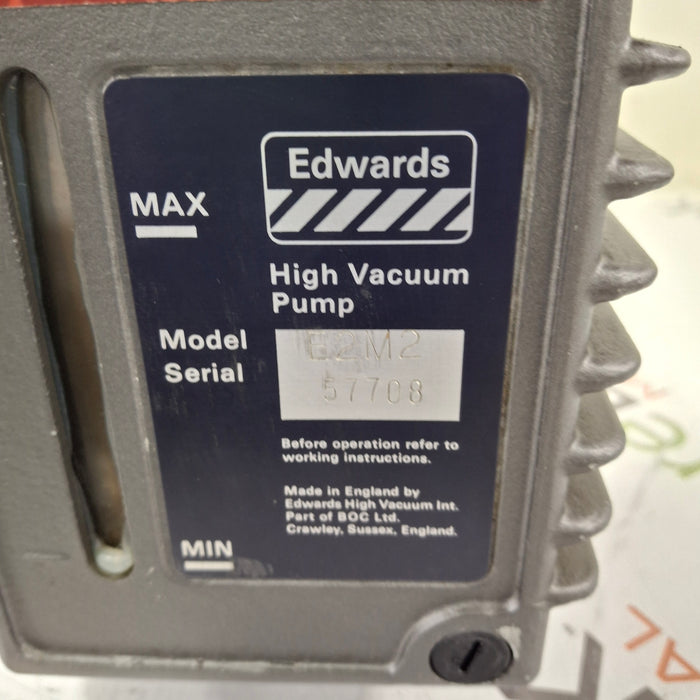 Edwards
MAX
High Vacuum
Pump
Model E2M2
Serial 57708
Before operation refer to
working instructions.
Made in England by
Edwards High Vacuum Int.
Part of BOC Ltd.
Crawley, Sussex, England.
MIN